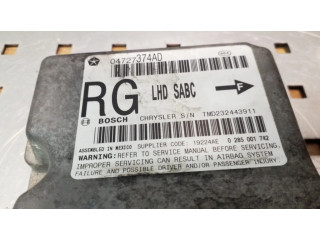 04727374AD
RG LHD SABC F
BOSCH CHRYSLER S/N TMD232443911
ASSEMBLED IN MEXICO SUPPLIER CODE: 19224AE 0 285 001 742
WARNING: REFER TO SERVICE MANUAL BEFORE SERVICING.
IMPROPER SERVICING CAN RESULT IN AIRBAG SYSTEM
FAILURE AND POSSIBLE DRIVER AND/OR PASSENGER INJURY